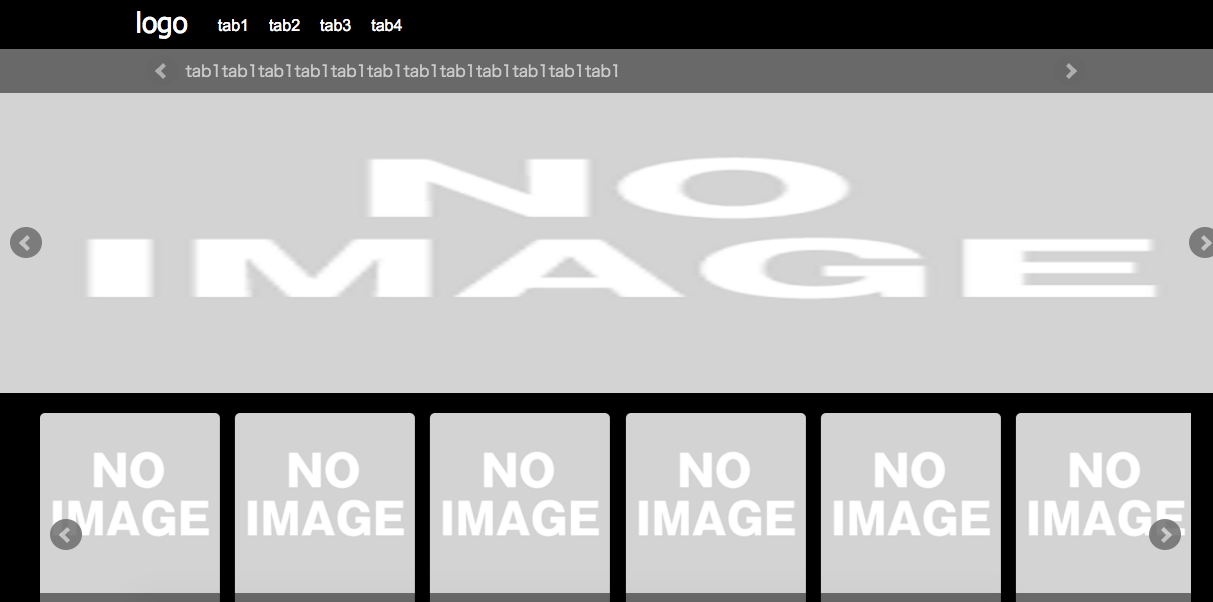 logo tab1 tab2 tab3 tab4
tab1tab1tab1tab1tab1tab1tab1tab1tab1tab1tab1tab1
NO
IMAGE
NO NO NO NO NO NO
IMAGE IMAGE IMAGE IMAGE IMAGE IMAGE